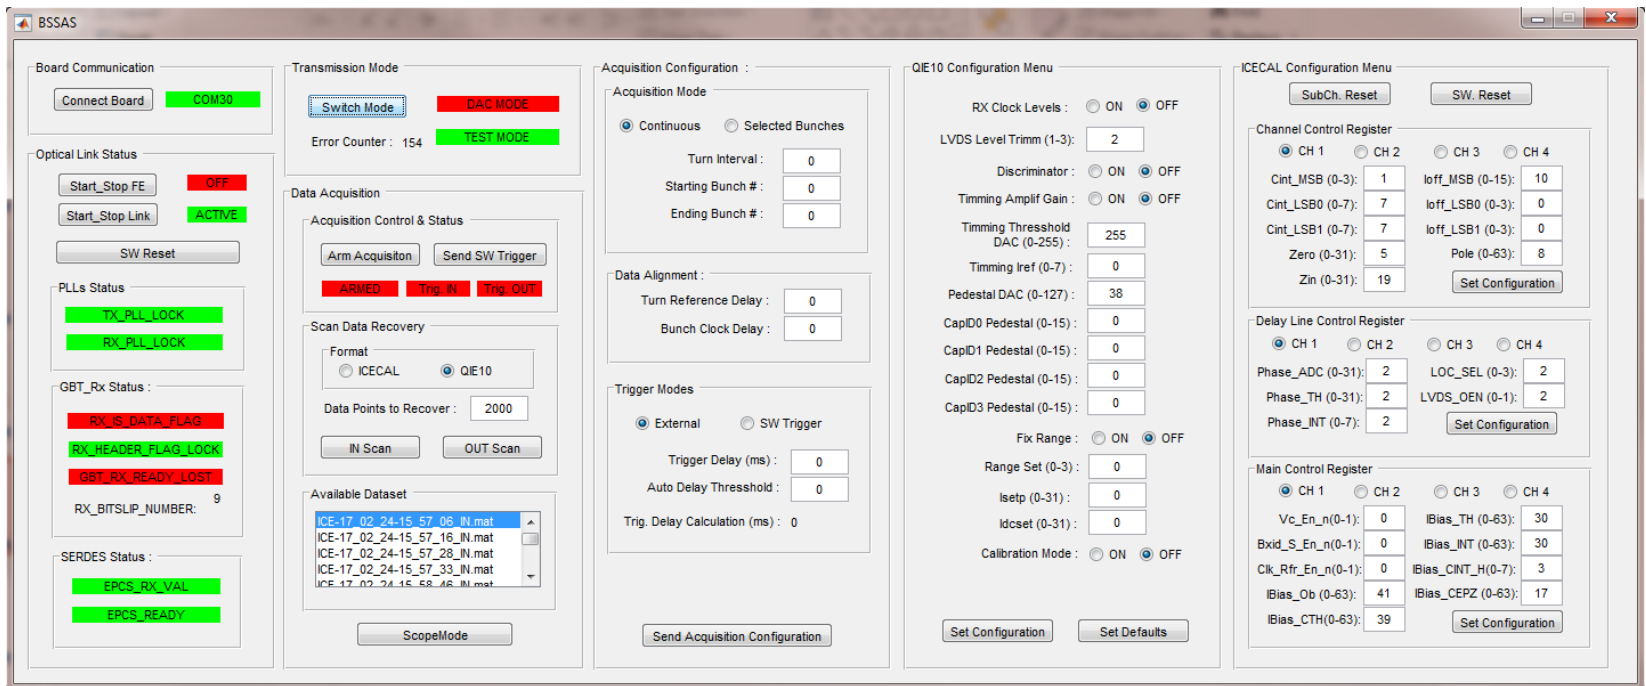 BSSAS
Board Communication
Connect Board COM30
Optical Link Status
Start_Stop FE OFF
Start_Stop Link ACTIVE
SW Reset
PLLs Status
TX_PLL_LOCK
RX_PLL_LOCK
GBT_Rx Status :
RX_IS_DATA_FLAG
RX_HEADER_FLAG_LOCK
GBT_RX_READY_LOST
RX_BITSLIP_NUMBER: 9
SERDES Status :
EPCS_RX_VAL
EPCS_READY
Transmission Mode
Switch Mode DAC MODE
Error Counter : 154 TEST MODE
Data Acquisition
Acquisition Control & Status
Arm Acquisiton Send SW Trigger
ARMED Trig. IN Trig. OUT
Scan Data Recovery
Format
ICECAL QIE10
Data Points to Recover : 2000
IN Scan OUT Scan
Available Dataset
ICE-17_02_24-15_57_06_IN.mat
ICE-17_02_24-15_57_16_IN.mat
ICE-17_02_24-15_57_28_IN.mat
ICE-17_02_24-15_57_33_IN.mat
ICE-17_02_24-15_58_46_IN.mat
ScopeMode
Acquisition Configuration :
Acquisition Mode
Continuous Selected Bunches
Turn Interval : 0
Starting Bunch # : 0
Ending Bunch # : 0
Data Alignment :
Turn Reference Delay : 0
Bunch Clock Delay : 0
Trigger Modes
External SW Trigger
Trigger Delay (ms) : 0
Auto Delay Thresshold : 0
Trig. Delay Calculation (ms) : 0
Send Acquisition Configuration
QIE10 Configuration Menu
RX Clock Levels : ON OFF
LVDS Level Trimm (1-3): 2
Discriminator : ON OFF
Timming Amplif Gain : ON OFF
Timming Thresshold
DAC (0-255) : 255
Timming Iref (0-7) : 0
Pedestal DAC (0-127) : 38
CapID0 Pedestal (0-15) : 0
CapID1 Pedestal (0-15) : 0
CapID2 Pedestal (0-15) : 0
CapID3 Pedestal (0-15) : 0
Fix Range : ON OFF
Range Set (0-3) : 0
Isetp (0-31) : 0
Idcset (0-31) : 0
Calibration Mode : ON OFF
Set Configuration Set Defaults
ICECAL Configuration Menu
SubCh. Reset SW. Reset
Channel Control Register
CH 1 CH 2 CH 3 CH 4
Cint_MSB (0-3): 1 Ioff_MSB (0-15): 10
Cint_LSB0 (0-7): 7 Ioff_LSB0 (0-3): 0
Cint_LSB1 (0-7): 7 Ioff_LSB1 (0-3): 0
Zero (0-31): 5 Pole (0-63): 8
Zin (0-31): 19 Set Configuration
Delay Line Control Register
CH 1 CH 2 CH 3 CH 4
Phase_ADC (0-31): 2 LOC_SEL (0-3): 2
Phase_TH (0-31): 2 LVDS_OEN (0-1): 2
Phase_INT (0-7): 2 Set Configuration
Main Control Register
CH 1 CH 2 CH 3 CH 4
Vc_En_n(0-1): 0 IBias_TH (0-63): 30
Bxid_S_En_n(0-1): 0 IBias_INT (0-63): 30
Clk_Rfr_En_n(0-1): 0 IBias_CINT_H(0-7): 3
IBias_Ob (0-63): 41 IBias_CEPZ (0-63): 17
IBias_CTH(0-63): 39 Set Configuration